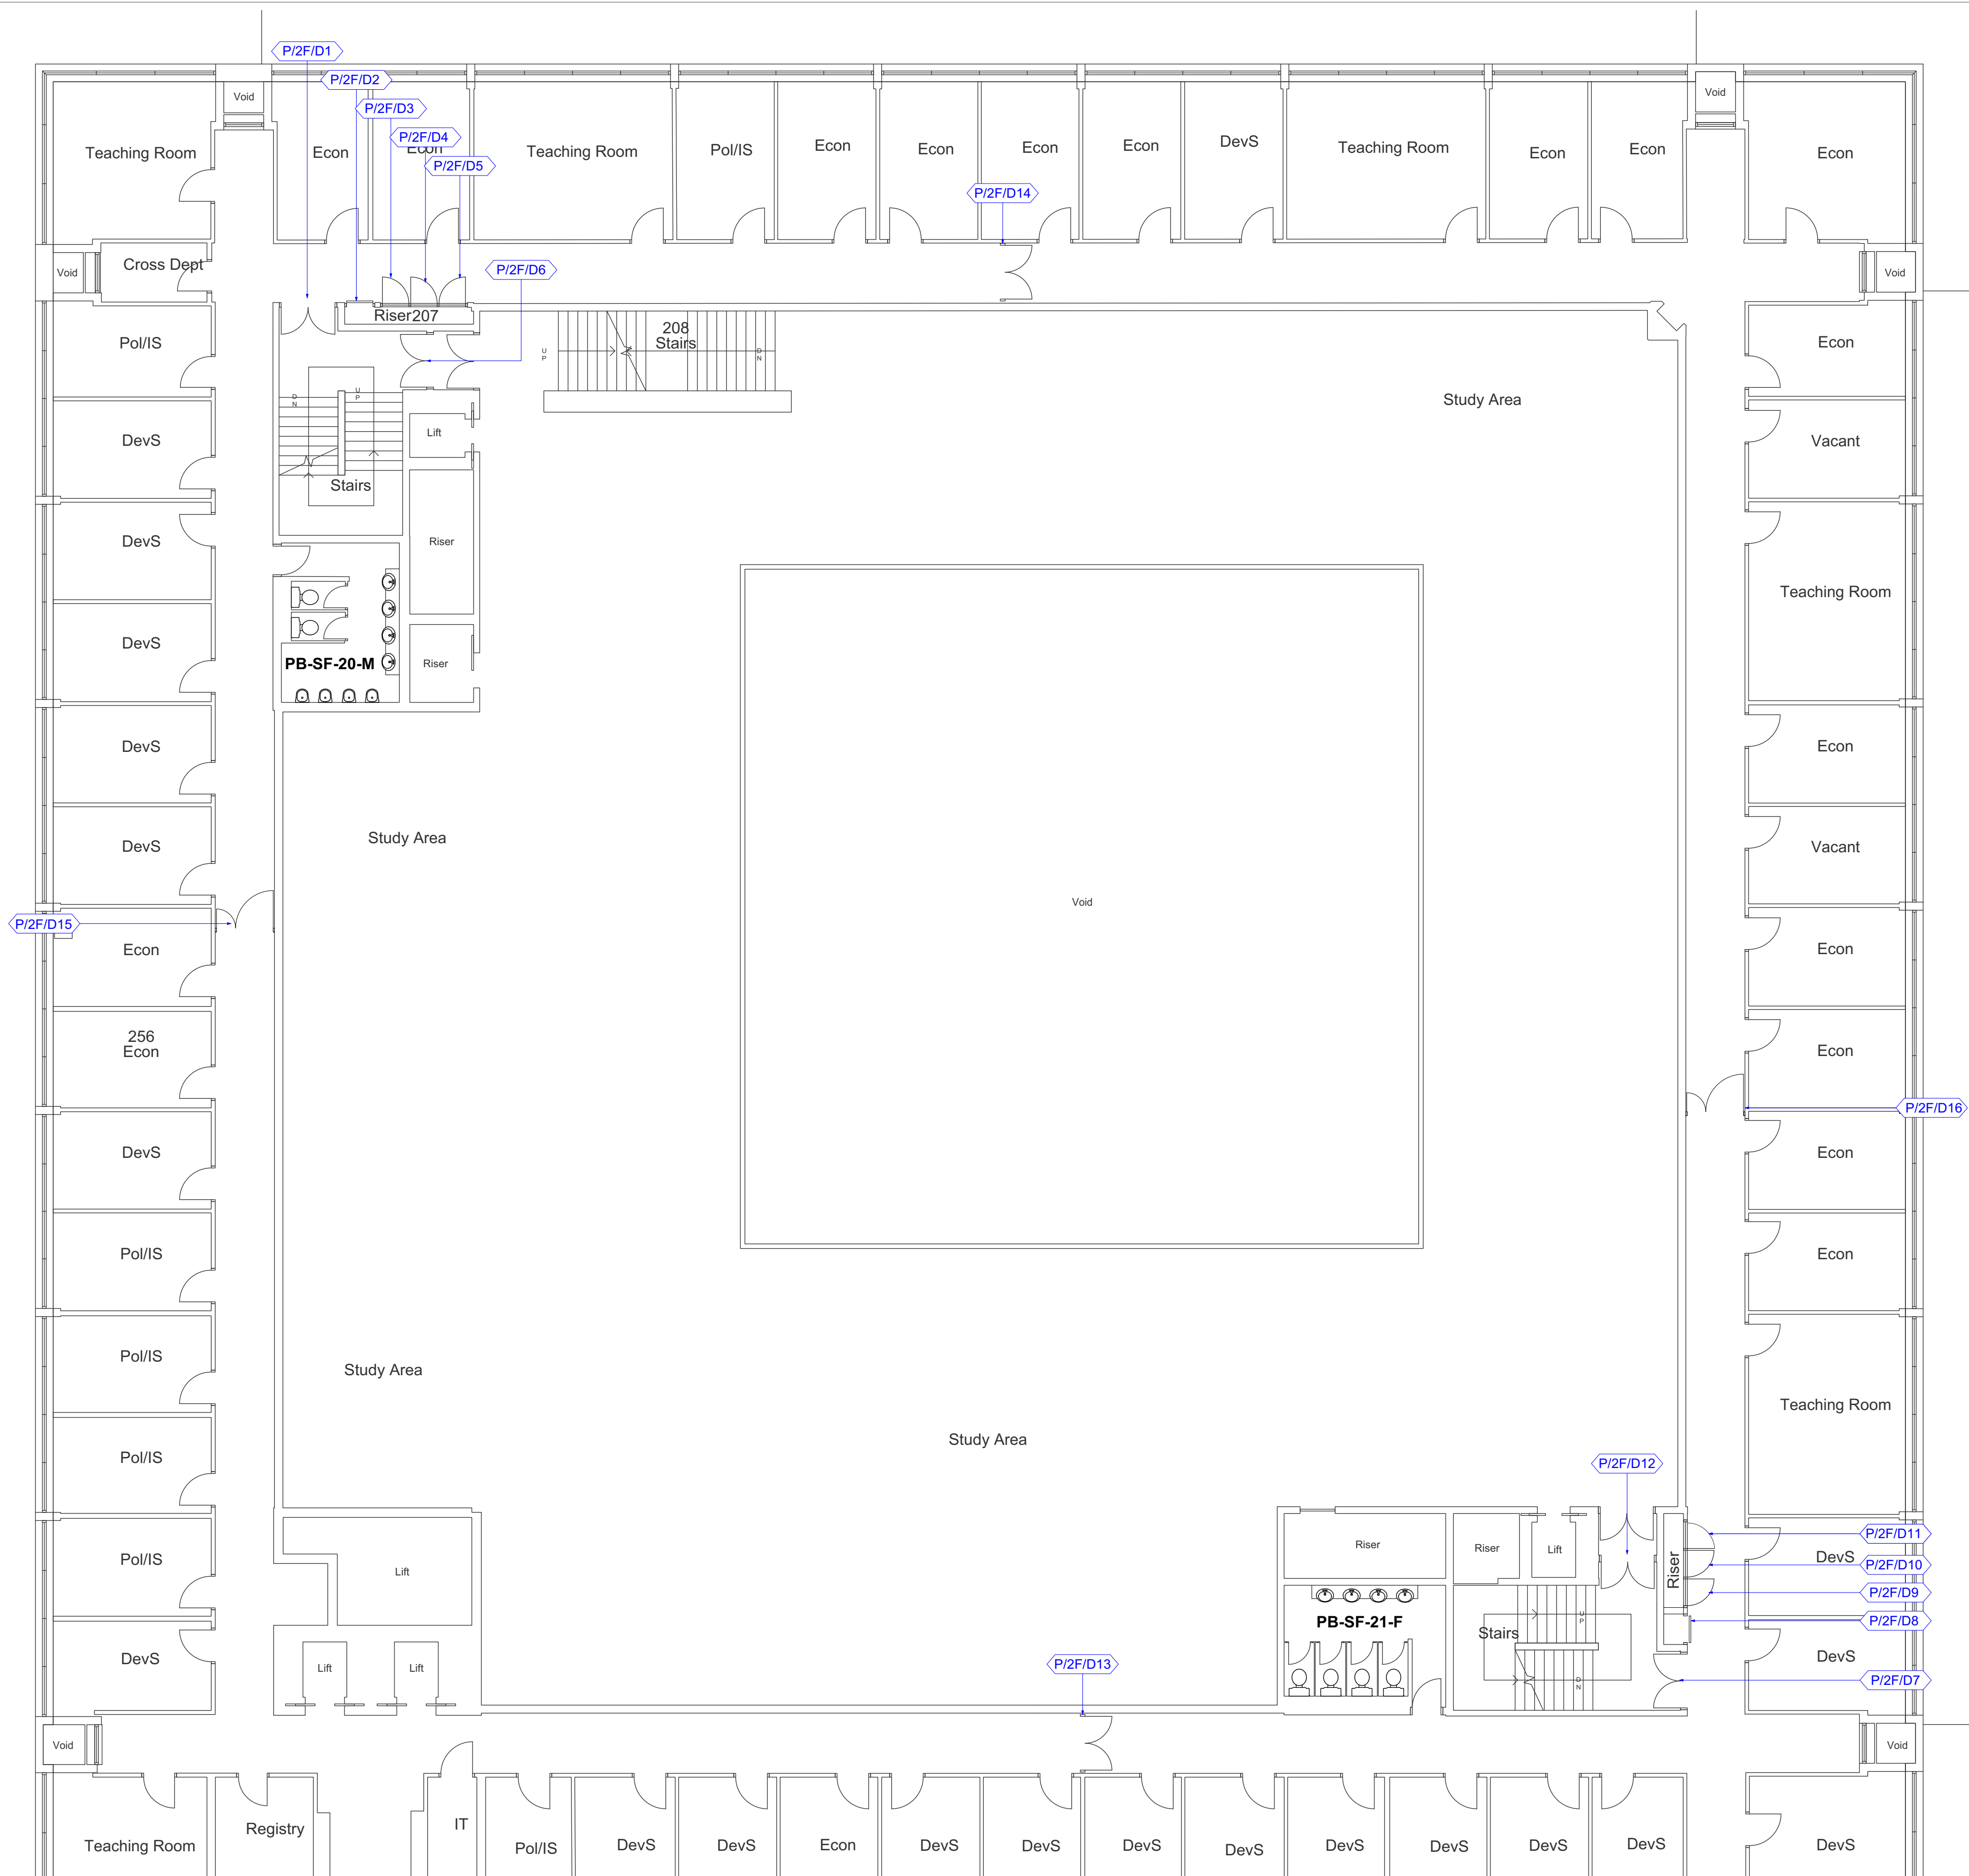 P/2F/D1
P/2F/D2
P/2F/D3
P/2F/D4
P/2F/D5
P/2F/D14
Void
Void
Teaching Room
Econ
Econ
Teaching Room
Pol/IS
Econ
Econ
Econ
Econ
DevS
Teaching Room
Econ
Econ
Econ
Void
Cross Dept
P/2F/D6
Void
Riser207
208
Stairs
UP
DN
Pol/IS
Econ
Study Area
DN
UP
Lift
DevS
Vacant
Stairs
DevS
Riser
Teaching Room
DevS
PB-SF-20-M
Riser
DevS
Econ
DevS
Study Area
Vacant
Void
P/2F/D15
Econ
Econ
256
Econ
Econ
P/2F/D16
DevS
Econ
Pol/IS
Econ
Pol/IS
Study Area
Teaching Room
Study Area
Pol/IS
P/2F/D12
P/2F/D11
Pol/IS
Lift
Riser
Riser
Lift
Riser
DevS
P/2F/D10
P/2F/D9
PB-SF-21-F
Stairs
UP
P/2F/D8
DevS
Lift
Lift
P/2F/D13
DN
DevS
P/2F/D7
Void
Void
Teaching Room
Registry
IT
Pol/IS
DevS
DevS
Econ
DevS
DevS
DevS
DevS
DevS
DevS
DevS
DevS
DevS